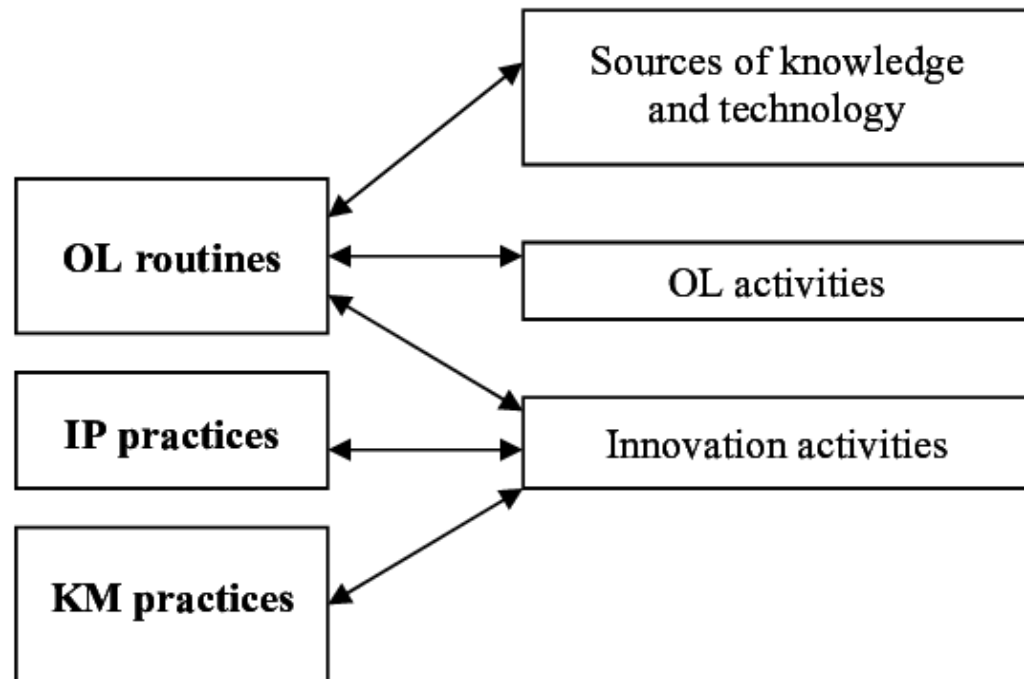 Sources of knowledge
and technology
OL routines
OL activities
IP practices
Innovation activities
KM practices